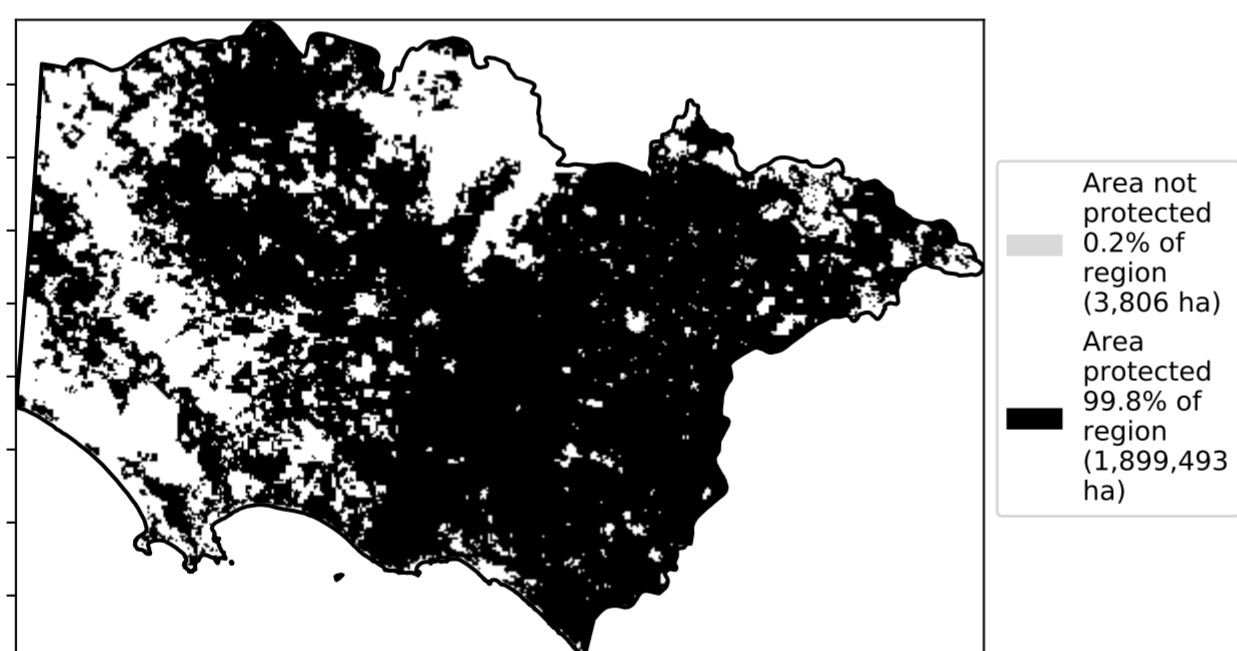 Area not
protected
0.2% of
region
(3,806 ha)
Area
protected
99.8% of
region
(1,899,493
ha)